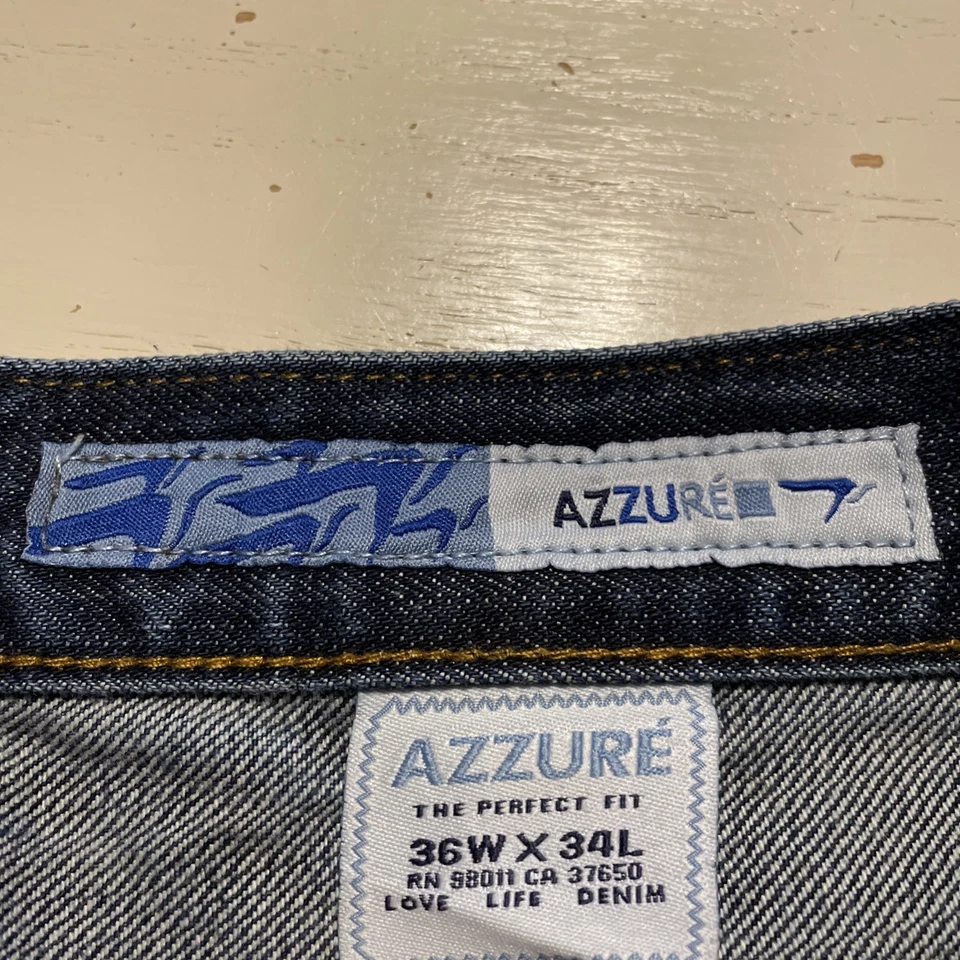 AZZURÉ
AZZURÉ
THE PERFECT FIT
36W X 34L
RN 98011 CA 37650
LOVE LIFE DENIM